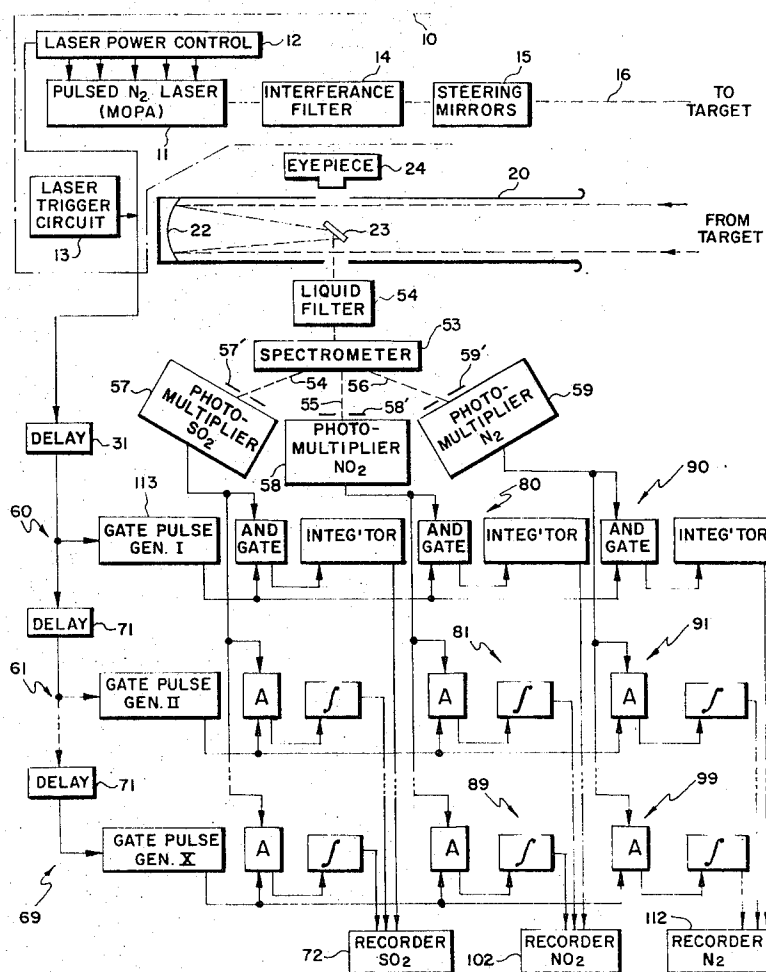 10
LASER POWER CONTROL
12
PULSED N2 LASER
(MOPA)
11
14
INTERFERANCE
FILTER
15
STEERING
MIRRORS
16
TO
TARGET
LASER
TRIGGER
CIRCUIT
13
EYEPIECE
24
20
22
23
FROM
TARGET
LIQUID
FILTER
54
53
SPECTROMETER
57'
54
55
56
58'
59'
57
PHOTO-
MULTIPLIER
SO2
PHOTO-
MULTIPLIER
NO2
58
PHOTO-
MULTIPLIER
N2
59
DELAY
31
113
60
GATE PULSE
GEN. I
AND
GATE
INTEG'TOR
80
AND
GATE
INTEG'TOR
90
AND
GATE
INTEG'TOR
DELAY
71
61
GATE PULSE
GEN. II
A
∫
81
A
∫
91
A
∫
DELAY
71
69
GATE PULSE
GEN. X
A
∫
89
A
∫
99
A
∫
72
RECORDER
SO2
102
RECORDER
NO2
112
RECORDER
N2